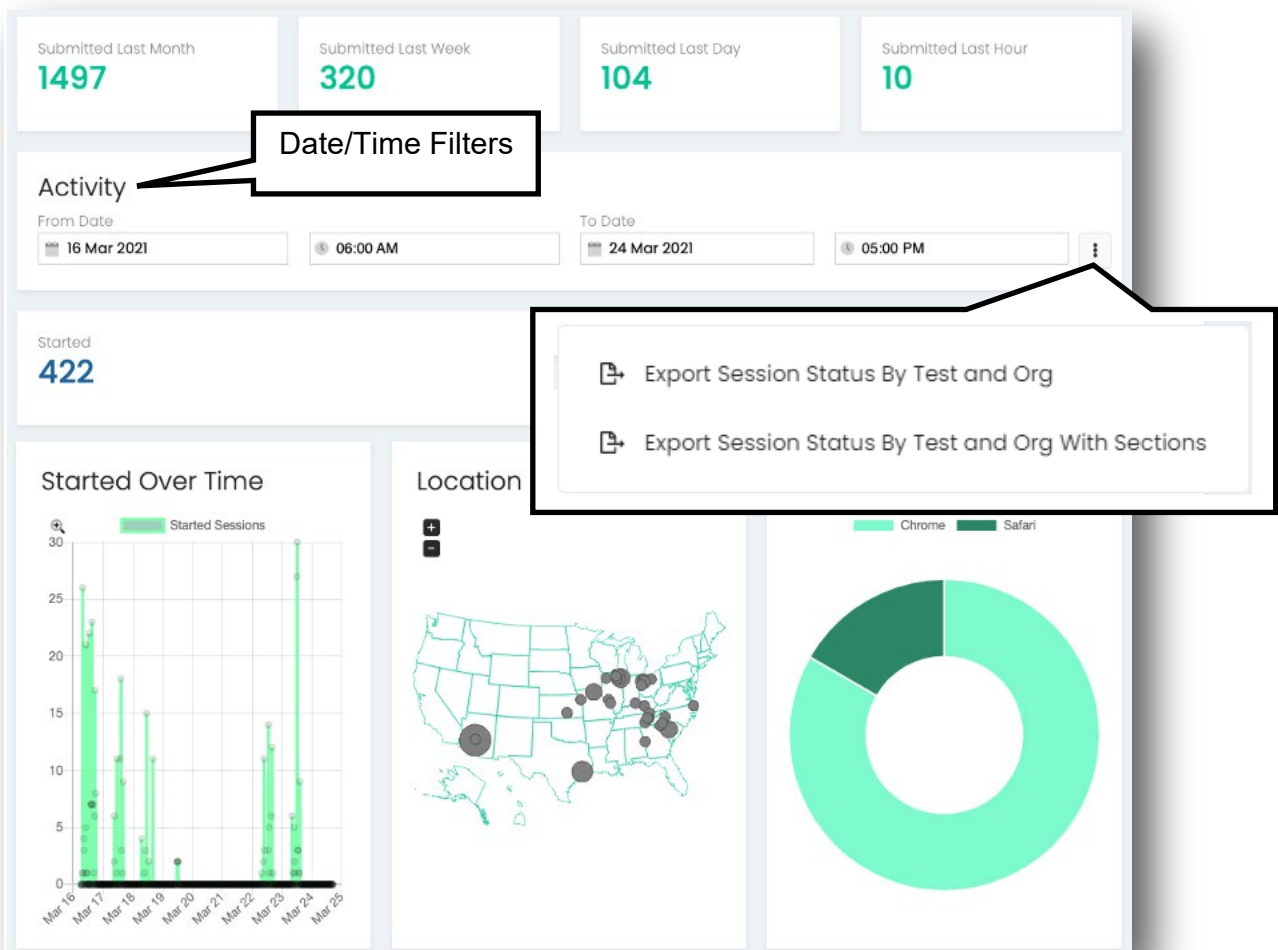 Submitted Last Month
1497
Submitted Last Week
320
Submitted Last Day
104
Submitted Last Hour
10
Date/Time Filters
Activity
From Date
16 Mar 2021
06:00 AM
To Date
24 Mar 2021
05:00 PM
Started
422
Export Session Status By Test and Org
Export Session Status By Test and Org With Sections
Started Over Time
Started Sessions
30
25
20
15
10
5
0
Mar 16
Mar 17
Mar 18
Mar 19
Mar 20
Mar 21
Mar 22
Mar 23
Mar 24
Mar 25
Location
+
-
Chrome
Safari